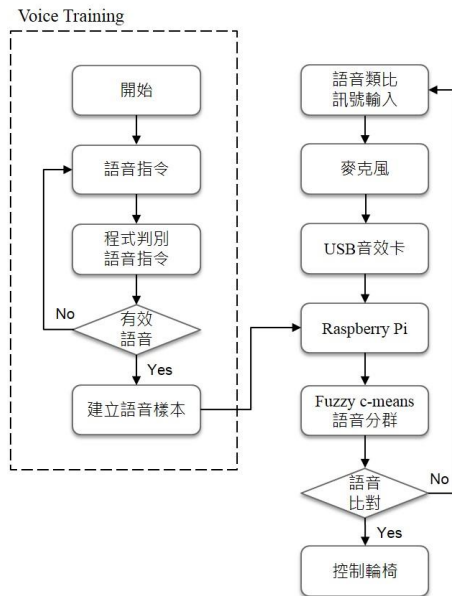 Voice Training
開始
語音指令
程式判別
語音指令
有效
語音
No
Yes
建立語音樣本
語音類比
訊號輸入
麥克風
USB音效卡
Raspberry Pi
Fuzzy c-means
語音分群
語音
比對
No
Yes
控制輪椅